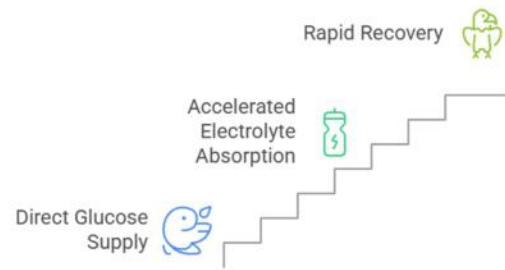 Rapid Recovery
Accelerated
Electrolyte
Absorption
Direct Glucose
Supply